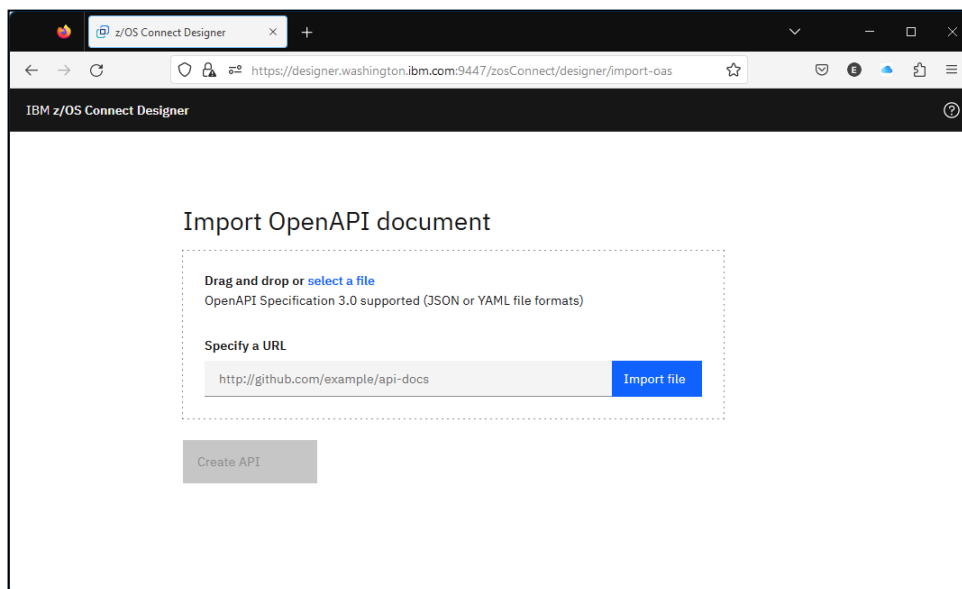 z/OS Connect Designer
https://designer.washington.ibm.com:9447/zosConnect/designer/import-oas
E
IBM z/OS Connect Designer
Import OpenAPI document
Drag and drop or select a file
OpenAPI Specification 3.0 supported (JSON or YAML file formats)
Specify a URL
http://github.com/example/api-docs
Import file
Create API